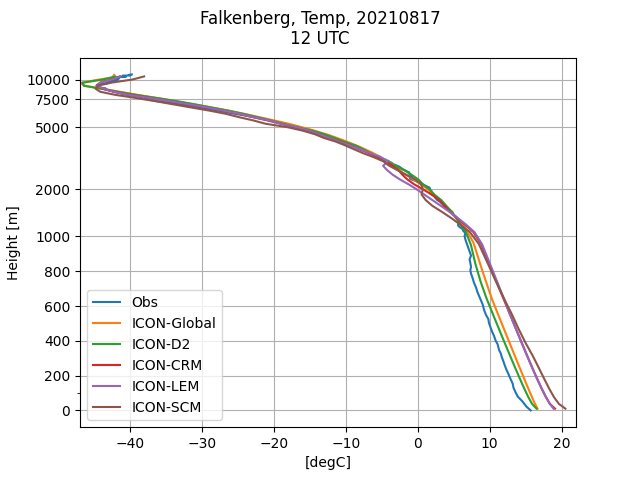 Falkenberg, Temp, 20210817
12 UTC
10000
7500
5000
2000
1000
800
600
400
200
0
Height [m]
Obs
ICON-Global
ICON-D2
ICON-CRM
ICON-LEM
ICON-SCM
−40
−30
−20
−10
0
10
20
[degC]